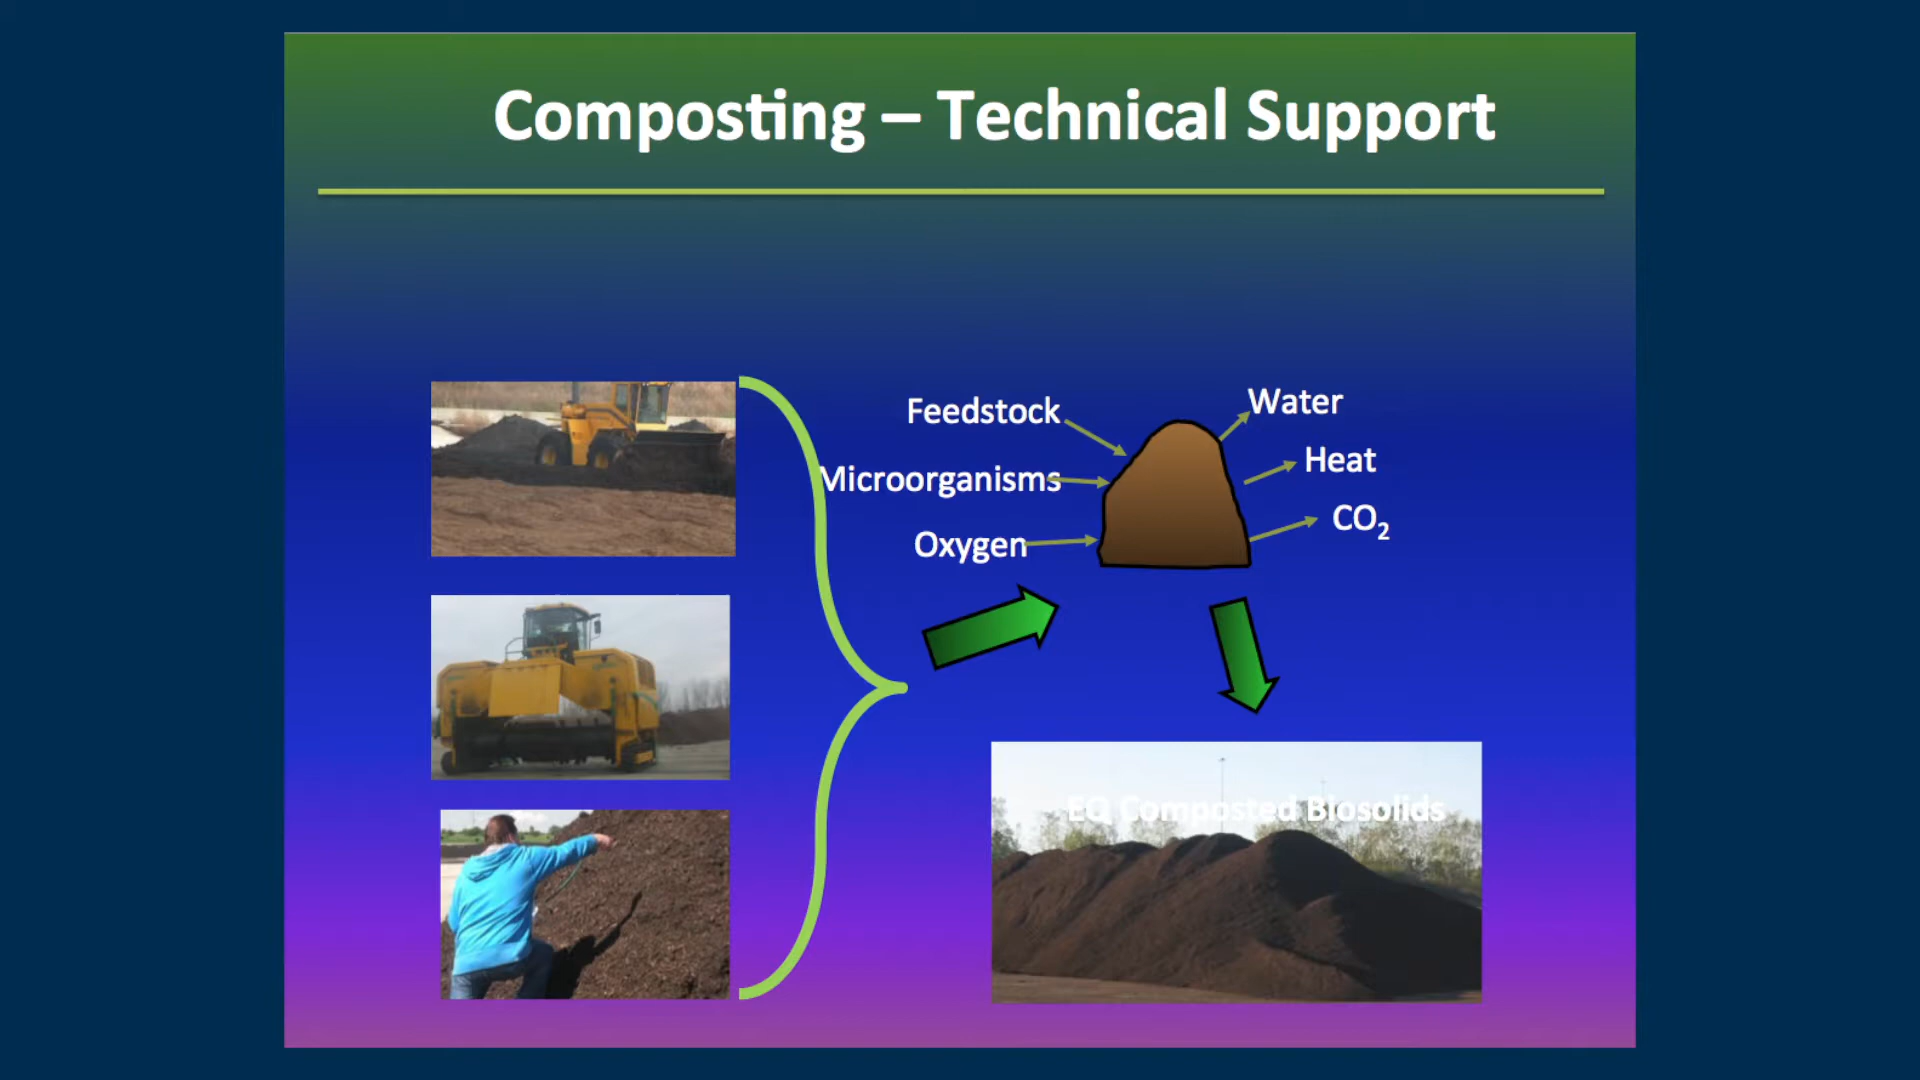 Composting – Technical Support
Feedstock
Microorganisms
Oxygen
Water
Heat
CO₂
EQ Composted Biosolids